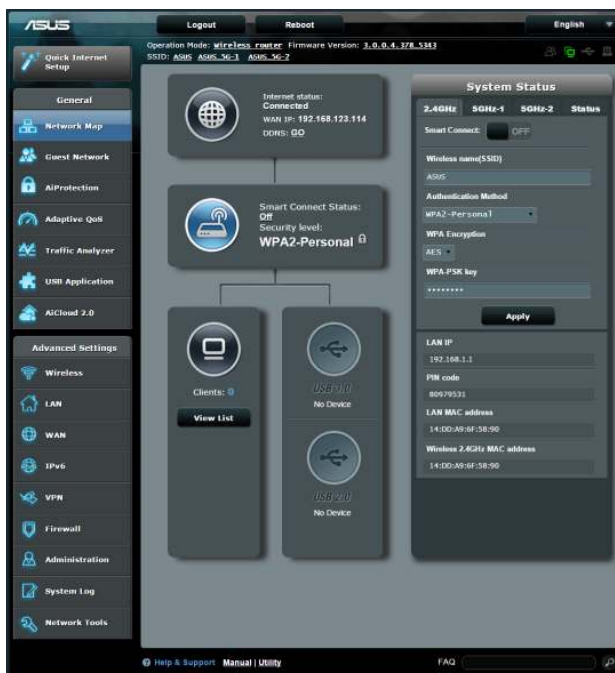 ASUS
Logout
Reboot
English
Operation Mode: Wireless router Firmware Version: 3.0.0.4.378_5343
SSID: ASUS ASUS_5G-1 ASUS_5G-2
Quick Internet
Setup
General
Network Map
Guest Network
AiProtection
Adaptive QoS
Traffic Analyzer
USB Application
AiCloud 2.0
Advanced Settings
Wireless
LAN
WAN
IPv6
VPN
Firewall
Administration
System Log
Network Tools
Internet status:
Connected
WAN IP: 192.168.123.114
DDNS: GO
Smart Connect Status:
Off
Security level:
WPA2-Personal
Clients: 0
View List
USB 3.0
No Device
USB 2.0
No Device
System Status
2.4GHz 5GHz-1 5GHz-2 Status
Smart Connect: OFF
Wireless name(SSID)
ASUS
Authentication Method
WPA2-Personal
WPA Encryption
AES
WPA-PSK key
********
Apply
LAN IP
192.168.1.1
PIN code
80979531
LAN MAC address
14:DD:A9:6F:58:90
Wireless 2.4GHz MAC address
14:DD:A9:6F:58:90
Help & Support Manual | Utility
FAQ